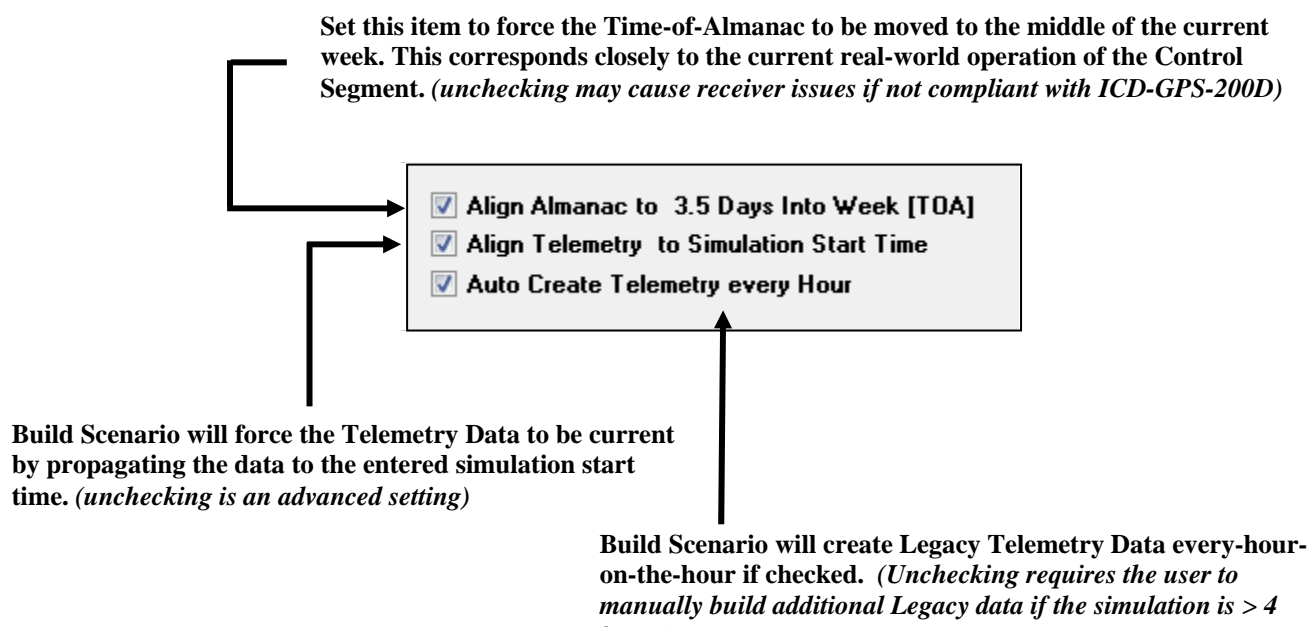 Set this item to force the Time-of-Almanac to be moved to the middle of the current
week. This corresponds closely to the current real-world operation of the Control
Segment. (unchecking may cause receiver issues if not compliant with ICD-GPS-200D)
Align Almanac to 3.5 Days Into Week [TOA]
Align Telemetry to Simulation Start Time
Auto Create Telemetry every Hour
Build Scenario will force the Telemetry Data to be current
by propagating the data to the entered simulation start
time. (unchecking is an advanced setting)
Build Scenario will create Legacy Telemetry Data every-hour-
on-the-hour if checked. (Unchecking requires the user to
manually build additional Legacy data if the simulation is > 4